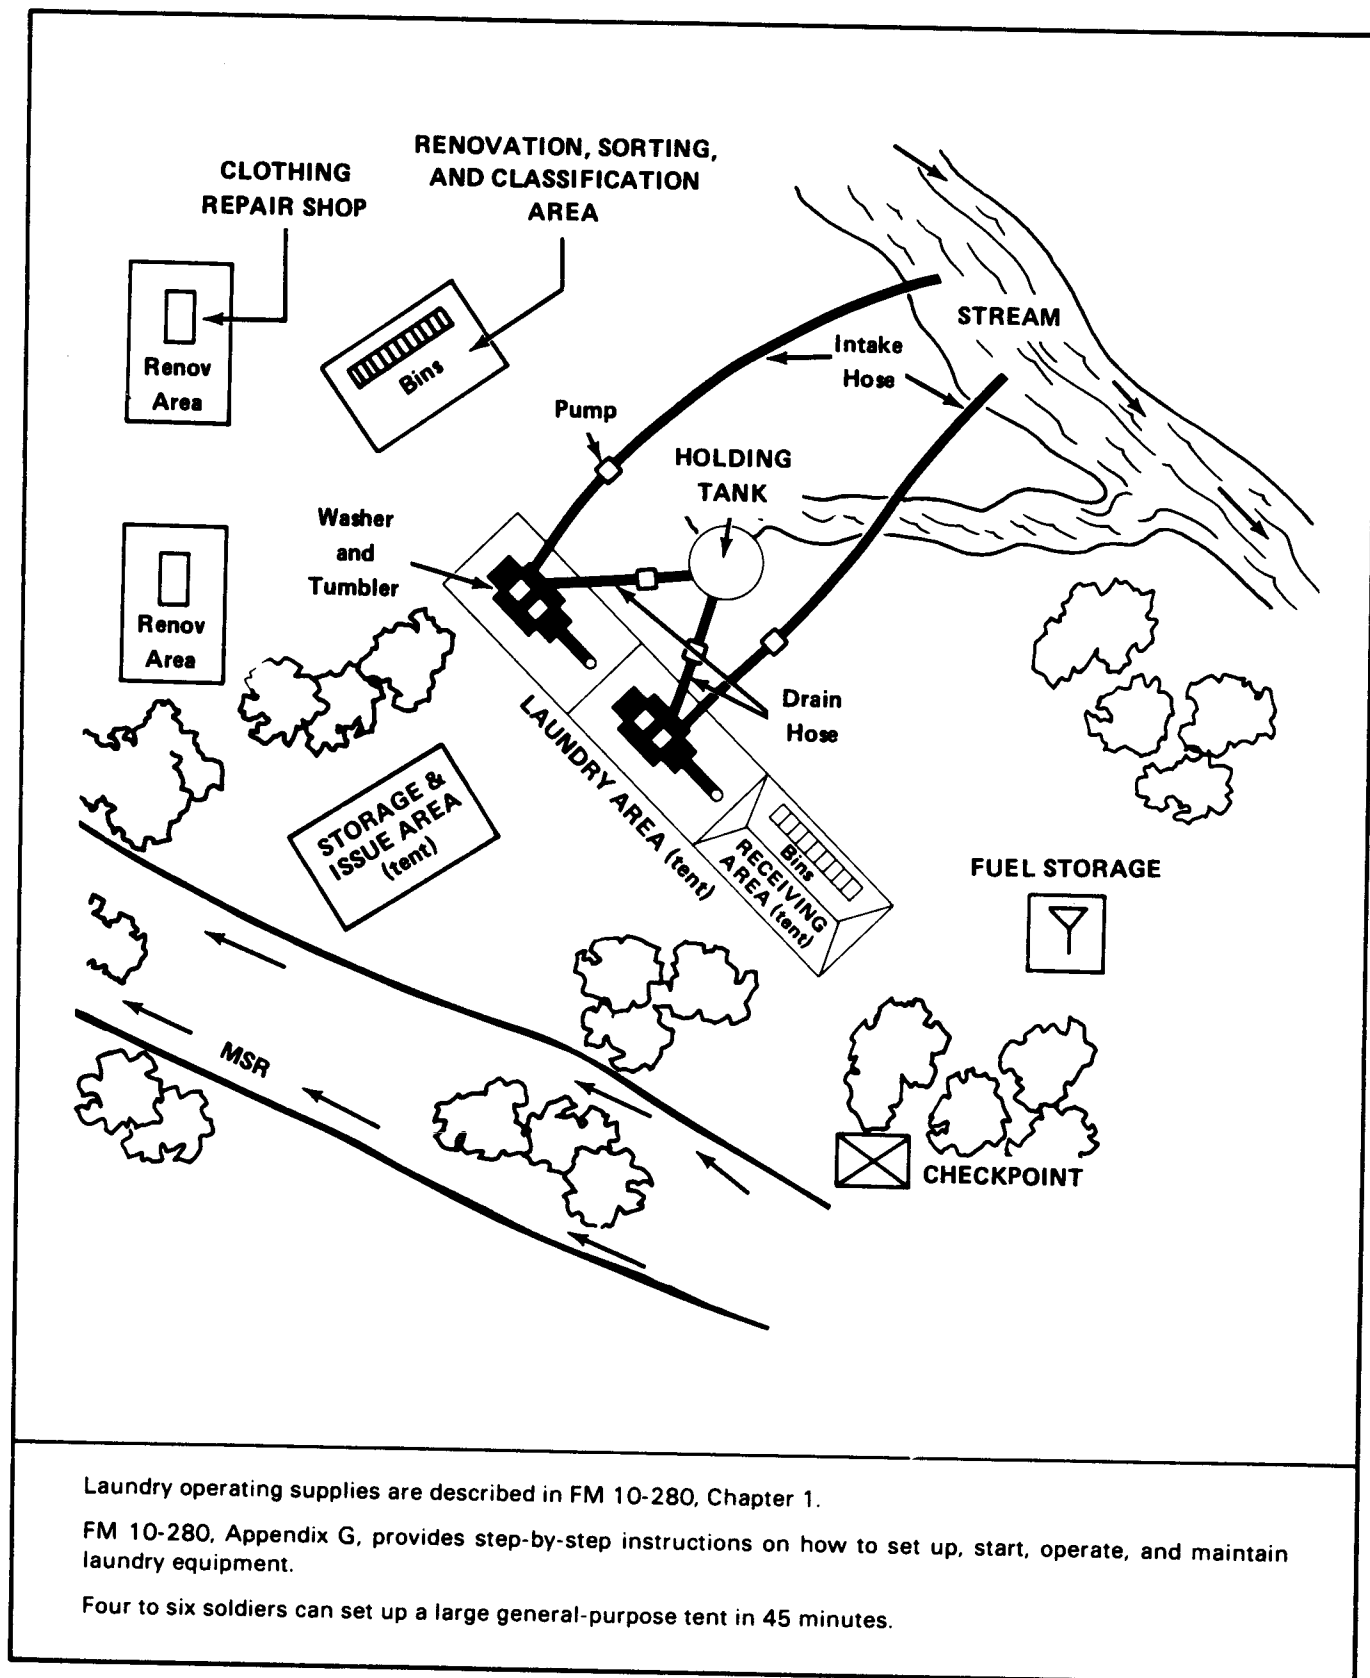 RENOVATION, SORTING,
AND CLASSIFICATION
AREA
CLOTHING
REPAIR SHOP
Renov
Area
Bins
STREAM
Intake
Hose
Pump
HOLDING
TANK
Washer
and
Tumbler
Renov
Area
Drain
Hose
LAUNDRY AREA (tent)
STORAGE &
ISSUE AREA
(tent)
Bins
RECEIVING
AREA (tent)
FUEL STORAGE
MSR
CHECKPOINT
Laundry operating supplies are described in FM 10-280, Chapter 1.
FM 10-280, Appendix G, provides step-by-step instructions on how to set up, start, operate, and maintain
laundry equipment.
Four to six soldiers can set up a large general-purpose tent in 45 minutes.